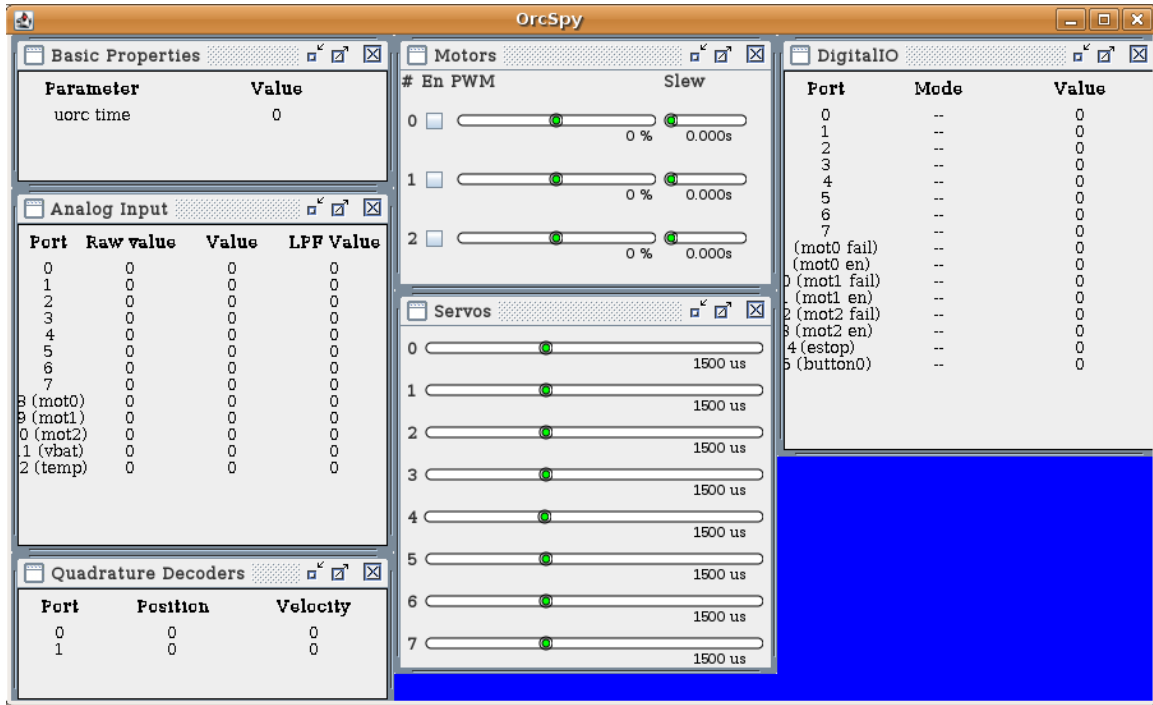 OrcSpy
Basic Properties
Parameter Value
uorc time 0
Analog Input
Port Raw value Value LPF Value
0 0 0 0
1 0 0 0
2 0 0 0
3 0 0 0
4 0 0 0
5 0 0 0
6 0 0 0
7 0 0 0
8 (mot0) 0 0 0
9 (mot1) 0 0 0
0 (mot2) 0 0 0
1 (vbat) 0 0 0
2 (temp) 0 0 0
Quadrature Decoders
Port Position Velocity
0 0 0
1 0 0
Motors
# En PWM Slew
0
0 % 0.000s
1
0 % 0.000s
2
0 % 0.000s
Servos
0
1500 us
1
1500 us
2
1500 us
3
1500 us
4
1500 us
5
1500 us
6
1500 us
7
1500 us
DigitalIO
Port Mode Value
0 -- 0
1 -- 0
2 -- 0
3 -- 0
4 -- 0
5 -- 0
6 -- 0
7 -- 0
(mot0 fail) -- 0
(mot0 en) -- 0
0 (mot1 fail) -- 0
(mot1 en) -- 0
2 (mot2 fail) -- 0
3 (mot2 en) -- 0
4 (estop) -- 0
5 (button0) -- 0